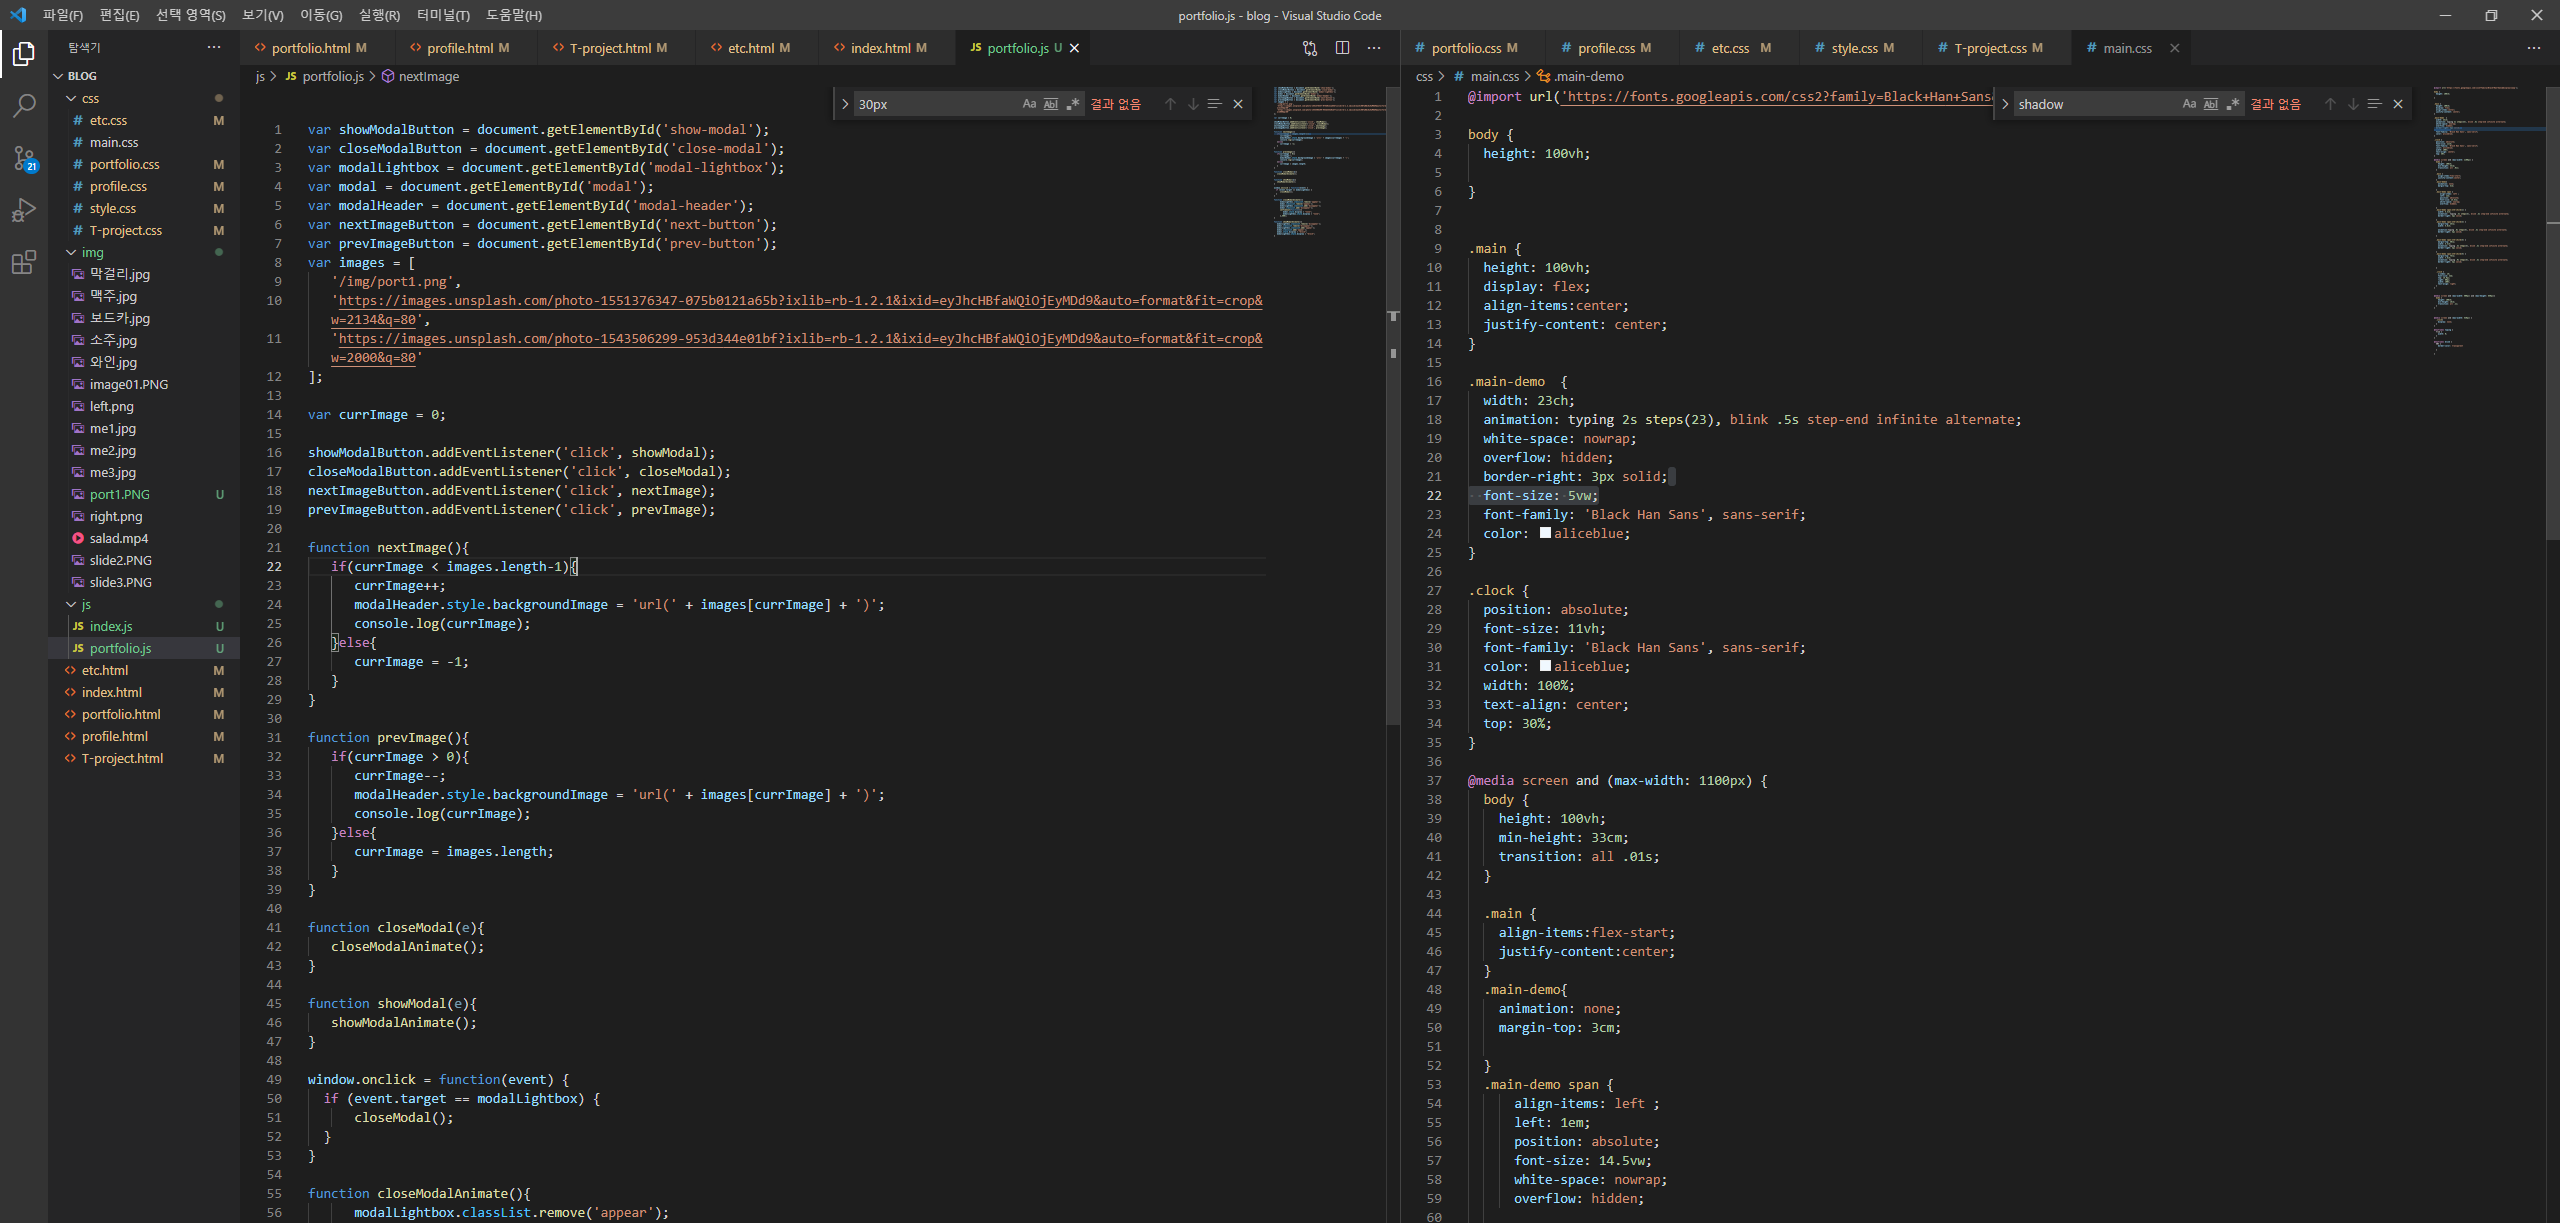 파일(F) 편집(E) 선택 영역(S) 보기(V) 이동(G) 실행(R) 터미널(T) 도움말(H)
portfolio.js - blog - Visual Studio Code
탐색기
BLOG
css
etc.css M
main.css
portfolio.css M
profile.css M
style.css M
T-project.css M
img
막걸리.jpg
맥주.jpg
보드카.jpg
소주.jpg
와인.jpg
image01.PNG
left.png
me1.jpg
me2.jpg
me3.jpg
port1.PNG U
right.png
salad.mp4
slide2.PNG
slide3.PNG
js
JS index.js U
JS portfolio.js U
etc.html M
index.html M
portfolio.html M
profile.html M
T-project.html M
21
portfolio.html M profile.html M T-project.html M etc.html M index.html M JS portfolio.js U
js > JS portfolio.js > nextImage
30px Aa Abl .* 결과 없음
1 var showModalButton = document.getElementById('show-modal');
2 var closeModalButton = document.getElementById('close-modal');
3 var modalLightbox = document.getElementById('modal-lightbox');
4 var modal = document.getElementById('modal');
5 var modalHeader = document.getElementById('modal-header');
6 var nextImageButton = document.getElementById('next-button');
7 var prevImageButton = document.getElementById('prev-button');
8 var images = [
9 '/img/port1.png',
10 'https://images.unsplash.com/photo-1551376347-075b0121a65b?ixlib=rb-1.2.1&ixid=eyJhcHBfaWQiOjEyMDd9&auto=format&fit=crop&
w=2134&q=80',
11 'https://images.unsplash.com/photo-1543506299-953d344e01bf?ixlib=rb-1.2.1&ixid=eyJhcHBfaWQiOjEyMDd9&auto=format&fit=crop&
w=2000&q=80'
12 ];
13
14 var currImage = 0;
15
16 showModalButton.addEventListener('click', showModal);
17 closeModalButton.addEventListener('click', closeModal);
18 nextImageButton.addEventListener('click', nextImage);
19 prevImageButton.addEventListener('click', prevImage);
20
21 function nextImage(){
22 if(currImage < images.length-1){
23 currImage++;
24 modalHeader.style.backgroundImage = 'url(' + images[currImage] + ')';
25 console.log(currImage);
26 }else{
27 currImage = -1;
28 }
29 }
30
31 function prevImage(){
32 if(currImage > 0){
33 currImage--;
34 modalHeader.style.backgroundImage = 'url(' + images[currImage] + ')';
35 console.log(currImage);
36 }else{
37 currImage = images.length;
38 }
39 }
40
41 function closeModal(e){
42 closeModalAnimate();
43 }
44
45 function showModal(e){
46 showModalAnimate();
47 }
48
49 window.onclick = function(event) {
50 if (event.target == modalLightbox) {
51 closeModal();
52 }
53 }
54
55 function closeModalAnimate(){
56 modalLightbox.classList.remove('appear');
# portfolio.css M # profile.css M # etc.css M # style.css M # T-project.css M # main.css
css > # main.css > .main-demo
shadow Aa Abl .* 결과 없음
1 @import url('https://fonts.googleapis.com/css2?family=Black+Han+Sans
2
3 body {
4 height: 100vh;
5
6 }
7
8
9 .main {
10 height: 100vh;
11 display: flex;
12 align-items:center;
13 justify-content: center;
14 }
15
16 .main-demo  {
17 width: 23ch;
18 animation: typing 2s steps(23), blink .5s step-end infinite alternate;
19 white-space: nowrap;
20 overflow: hidden;
21 border-right: 3px solid;
22 font-size: 5vw;
23 font-family: 'Black Han Sans', sans-serif;
24 color: aliceblue;
25 }
26
27 .clock {
28 position: absolute;
29 font-size: 11vh;
30 font-family: 'Black Han Sans', sans-serif;
31 color: aliceblue;
32 width: 100%;
33 text-align: center;
34 top: 30%;
35 }
36
37 @media screen and (max-width: 1100px) {
38 body {
39 height: 100vh;
40 min-height: 33cm;
41 transition: all .01s;
42 }
43
44 .main {
45 align-items:flex-start;
46 justify-content:center;
47 }
48 .main-demo{
49 animation: none;
50 margin-top: 3cm;
51
52 }
53 .main-demo span {
54 align-items: left ;
55 left: 1em;
56 position: absolute;
57 font-size: 14.5vw;
58 white-space: nowrap;
59 overflow: hidden;
60